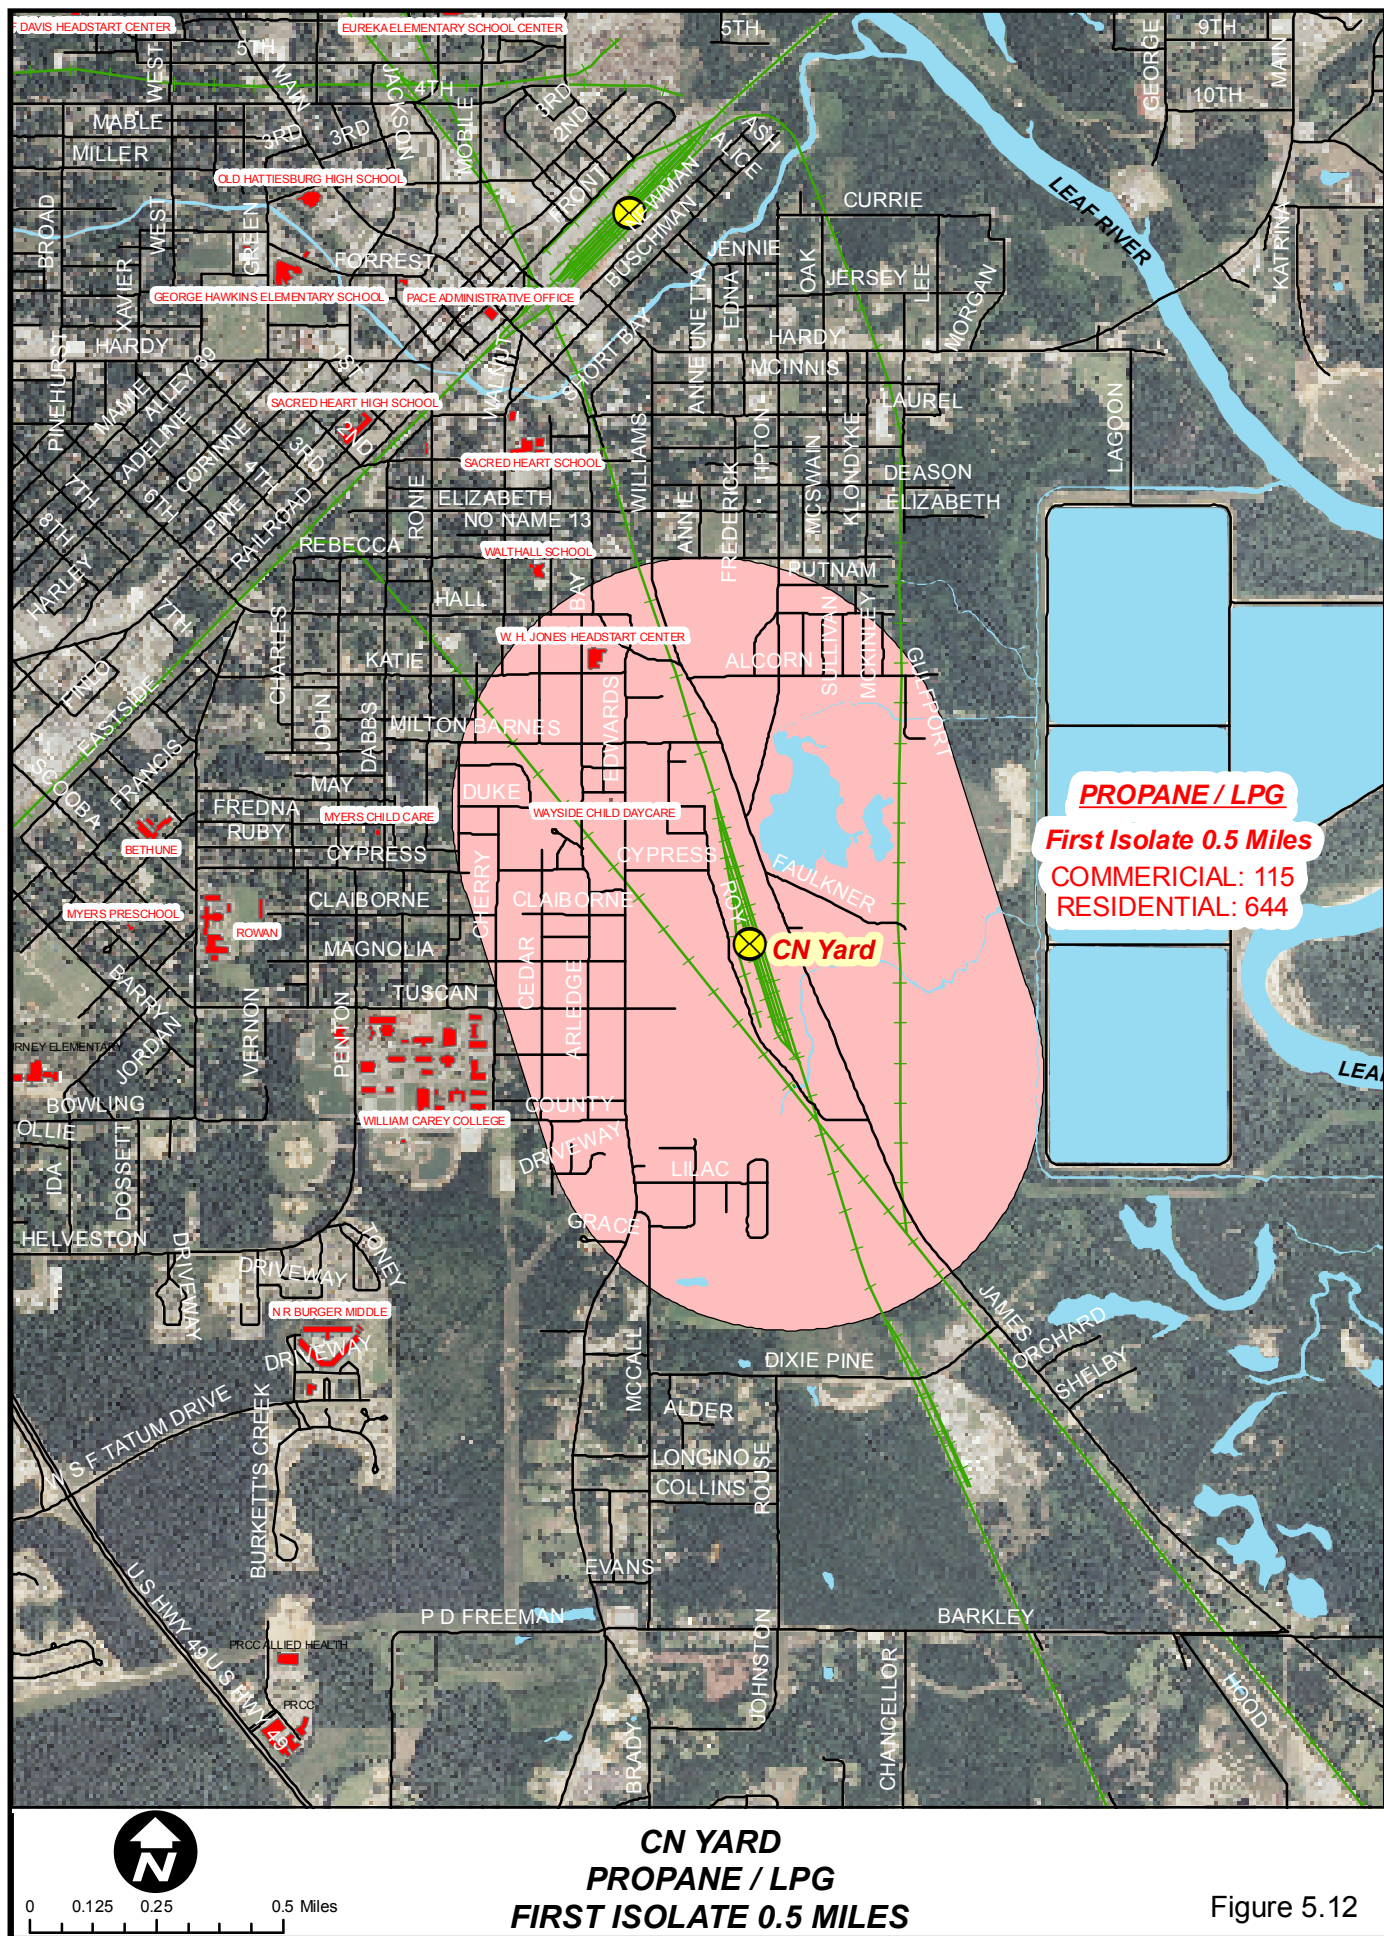 DAVIS HEADSTART CENTER
EUREKA ELEMENTARY SCHOOL CENTER
5TH
5TH
9TH
GEORGE
MAIN
WEST
MAIN
JACKSON
4TH
MOBILE
3RD
2ND
10TH
MABLE
3RD
3RD
MILLER
ASH
ALICE
OLD HATTIESBURG HIGH SCHOOL
FRONT
NEWMAN
BUSCHMAN
LEAF RIVER
CURRIE
BROAD
WEST
GREEN
FORREST
JENNIE
OAK
JERSEY
LEE
KATRINA
XAVIER
GEORGE HAWKINS ELEMENTARY SCHOOL
PACE ADMINISTRATIVE OFFICE
UNETTA
EDNA
MORGAN
HARDY
HARDY
PINEHURST
1ST
WALNUT
SHORT BAY
ANNE
MCINNIS
MAMIE
ALLEY 39
SACRED HEART HIGH SCHOOL
LAUREL
ADELINE
CORINNE
2ND
3RD
WILLIAMS
TIPTON
LAGOON
7TH
6TH
4TH
SACRED HEART SCHOOL
FREDERICK
MCSWAIN
KLONDYKE
DEASON
8TH
PINE
RAILROAD
RONIE
ELIZABETH
ELIZABETH
NO NAME 13
ANNIE
HARLEY
REBECCA
WALTHALL SCHOOL
PUTNAM
7TH
HALL
BAY
CHARLES
W. H. JONES HEADSTART CENTER
SULLIVAN
MCKINLEY
FINLO
KATIE
ALCORN
GULFPORT
EASTSIDE
JOHN
DABBS
MILTON BARNES
EDWARDS
SCOOBA
FRANCIS
MAY
DUKE
PROPANE / LPG
First Isolate 0.5 Miles
COMMERICIAL: 115
RESIDENTIAL: 644
FREDNA
MYERS CHILD CARE
WAYSIDE CHILD DAYCARE
RUBY
BETHUNE
CYPRESS
CYPRESS
FAULKNER
ROY
CHERRY
CLAIBORNE
CLAIBORNE
MYERS PRESCHOOL
ROWAN
MAGNOLIA
CN Yard
CEDAR
ARLEDGE
BARRY
Z
TUSCAN
VERNON
PENTON
JORDAN
RNEY ELEMENTARY
LEAF
BOWLING
COUNTY
WILLIAM CAREY COLLEGE
OLLIE
DRIVEWAY
IDA
DOSSETT
LILAC
GRACE
HELVESTON
DRIVEWAY
DRIVEWAY
TONEY
N R BURGER MIDDLE
DRIVEWAY
JAMES
ORCHARD
DIXIE PINE
SHELBY
MCCALL
W S F TATUM DRIVE
BURKETT'S CREEK
ALDER
LONGINO
COLLINS
ROUSE
EVANS
U S HWY 49
U S HWY 49
P D FREEMAN
BARKLEY
PRCC ALLIED HEALTH
JOHNSTON
CHANCELLOR
HOOD
PRCC
BRADY
N
0 0.125 0.25 0.5 Miles
CN YARD
PROPANE / LPG
FIRST ISOLATE 0.5 MILES
Figure 5.12